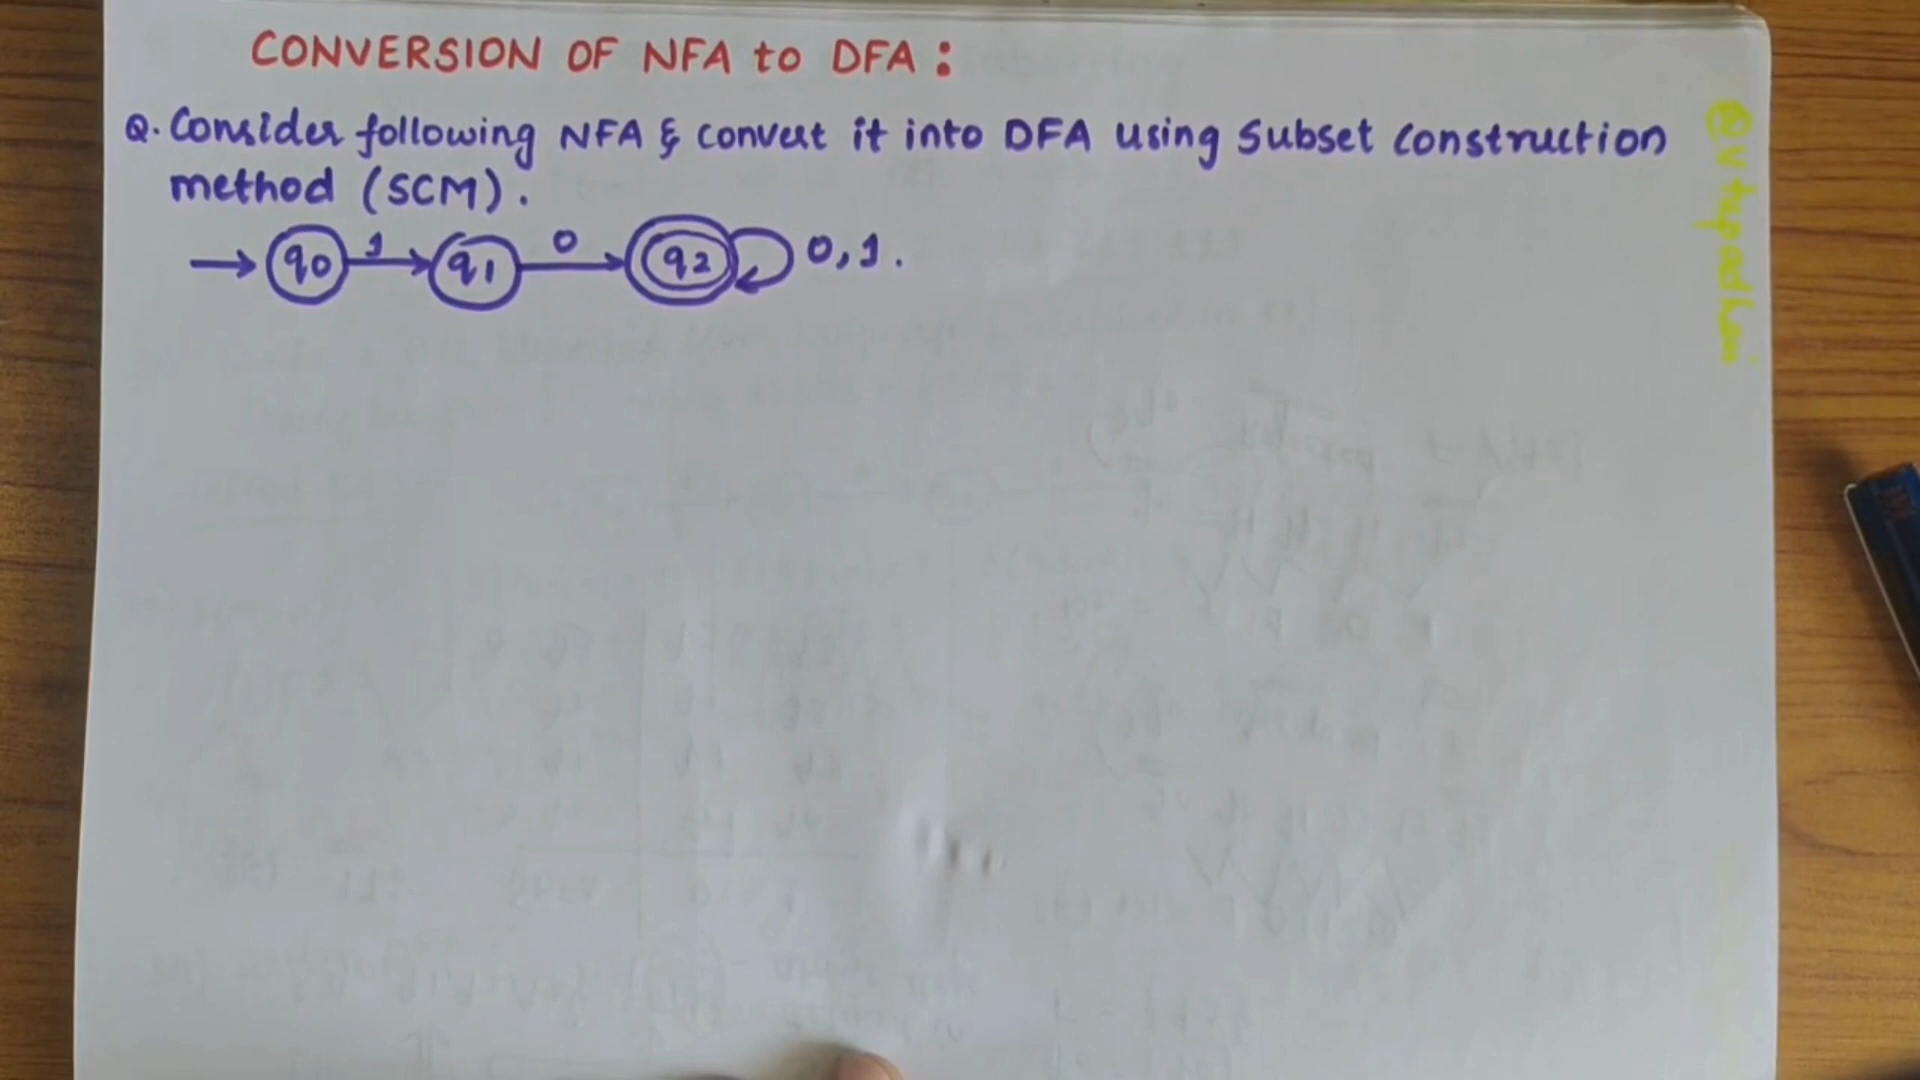 CONVERSION OF NFA to DFA :
Q. Consider following NFA & convert it into DFA using Subset construction
method (SCM).
q0 1 q1 0 q2 0,1.
@vtupadhai